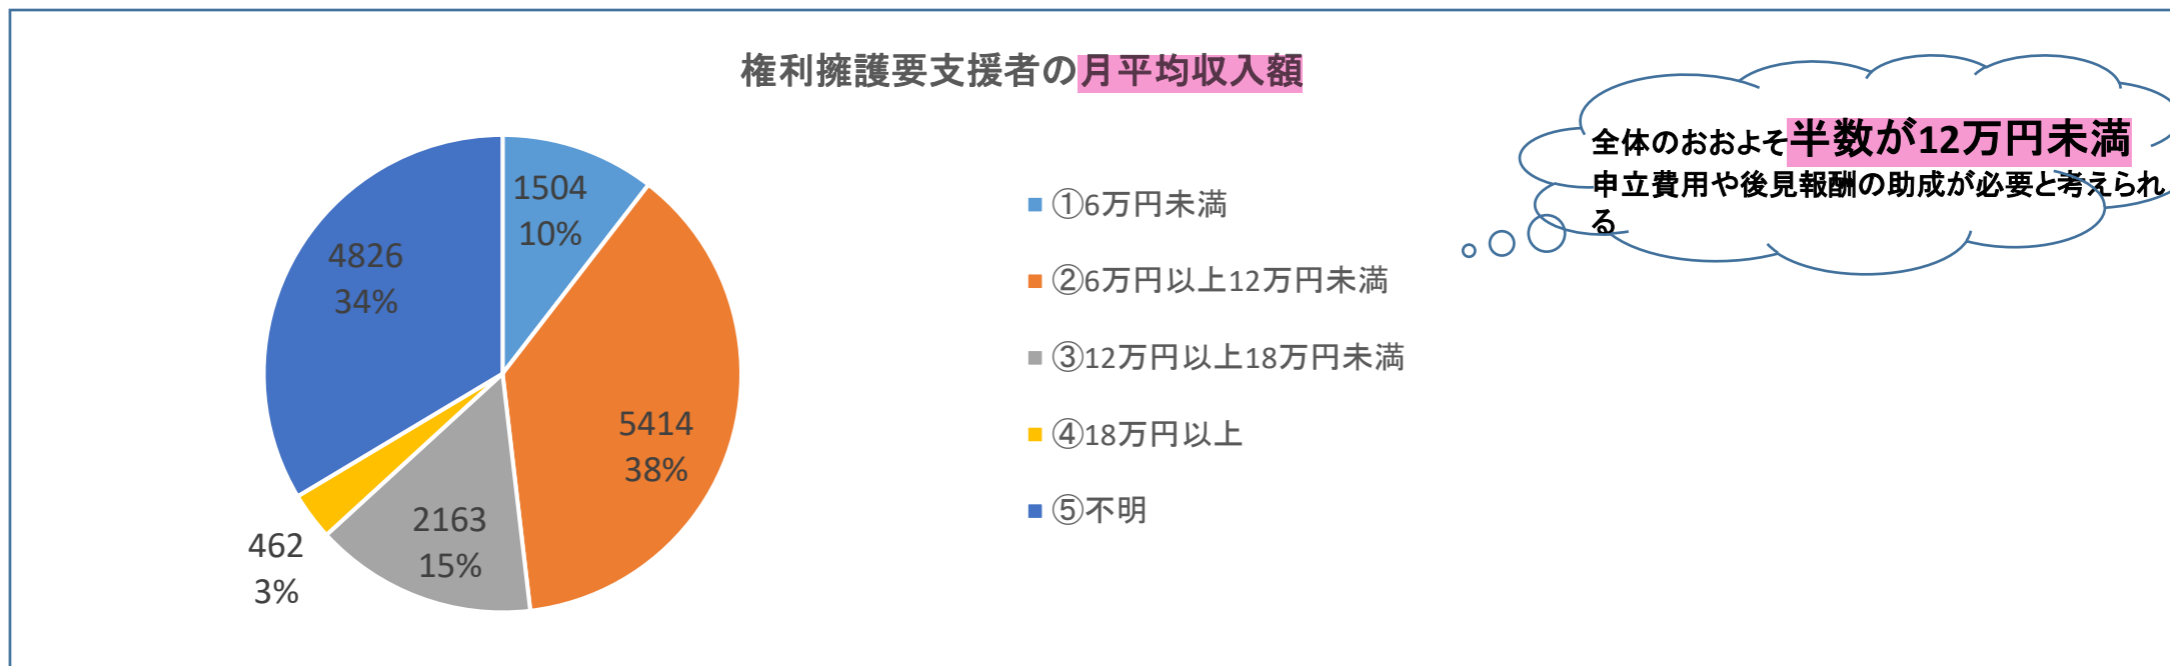 権利擁護要支援者の月平均収入額
1504
10%
5414
38%
2163
15%
462
3%
4826
34%
①6万円未満
②6万円以上12万円未満
③12万円以上18万円未満
④18万円以上
⑤不明
全体のおおよそ半数が12万円未満
申立費用や後見報酬の助成が必要と考えられ
る